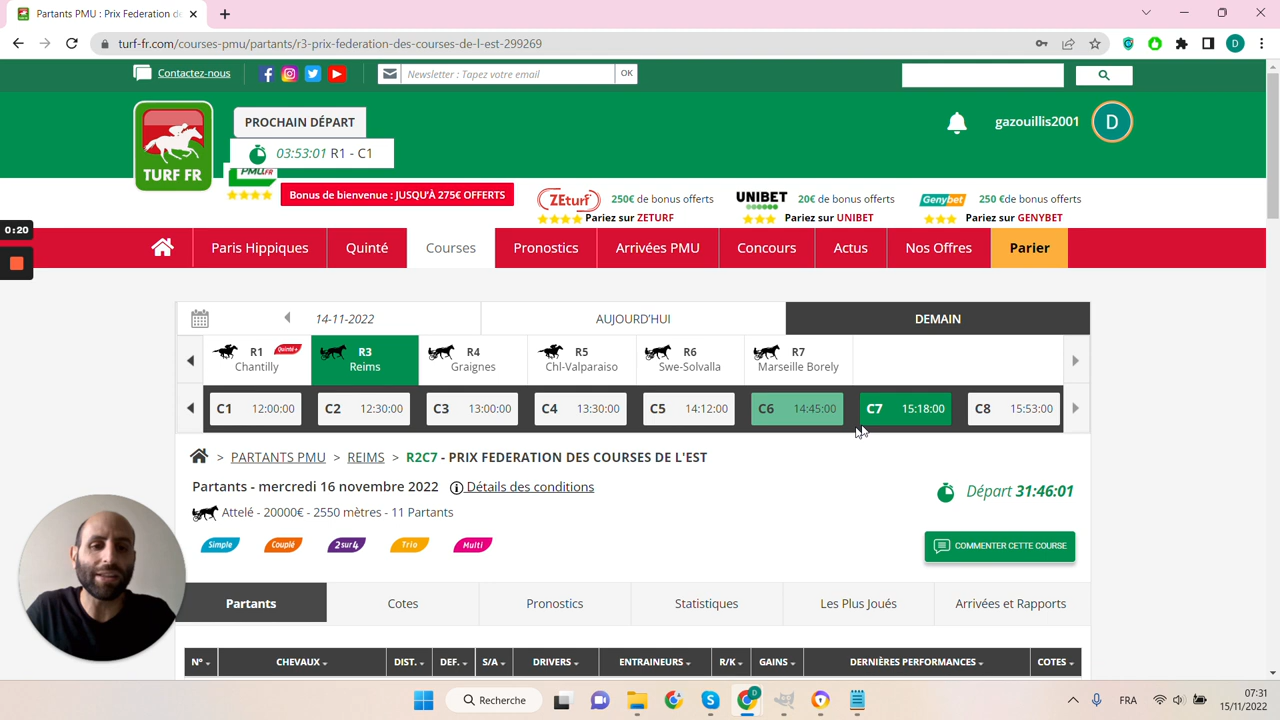 Partants PMU : Prix Federation d
turf-fr.com/courses-pmu/partants/r3-prix-federation-des-courses-de-l-est-299269
D
Contactez-nous
Newsletter : Tapez votre email
OK
PROCHAIN DÉPART
03:53:01 R1 - C1
TURF FR
gazouillis2001
D
PMU.FR
Bonus de bienvenue : JUSQU'À 275€ OFFERTS
ZEturf
250€ de bonus offerts
Pariez sur ZETURF
UNIBET
20€ de bonus offerts
Pariez sur UNIBET
Genybet
250 €de bonus offerts
Pariez sur GENYBET
0:20
Paris Hippiques
Quinté
Courses
Pronostics
Arrivées PMU
Concours
Actus
Nos Offres
Parier
14-11-2022
AUJOURD'HUI
DEMAIN
R1 Quinté+
Chantilly
R3
Reims
R4
Graignes
R5
Chl-Valparaiso
R6
Swe-Solvalla
R7
Marseille Borely
C1 12:00:00
C2 12:30:00
C3 13:00:00
C4 13:30:00
C5 14:12:00
C6 14:45:00
C7 15:18:00
C8 15:53:00
> PARTANTS PMU > REIMS > R2C7 - PRIX FEDERATION DES COURSES DE L'EST
Partants - mercredi 16 novembre 2022 Détails des conditions
Départ 31:46:01
Attelé - 20000€ - 2550 mètres - 11 Partants
Simple
Couplé
2sur4
Trio
Multi
COMMENTER CETTE COURSE
Partants
Cotes
Pronostics
Statistiques
Les Plus Joués
Arrivées et Rapports
N°
CHEVAUX
DIST.
DEF.
S/A
DRIVERS
ENTRAINEURS
R/K
GAINS
DERNIÈRES PERFORMANCES
COTES
Recherche
FRA
07:31
15/11/2022